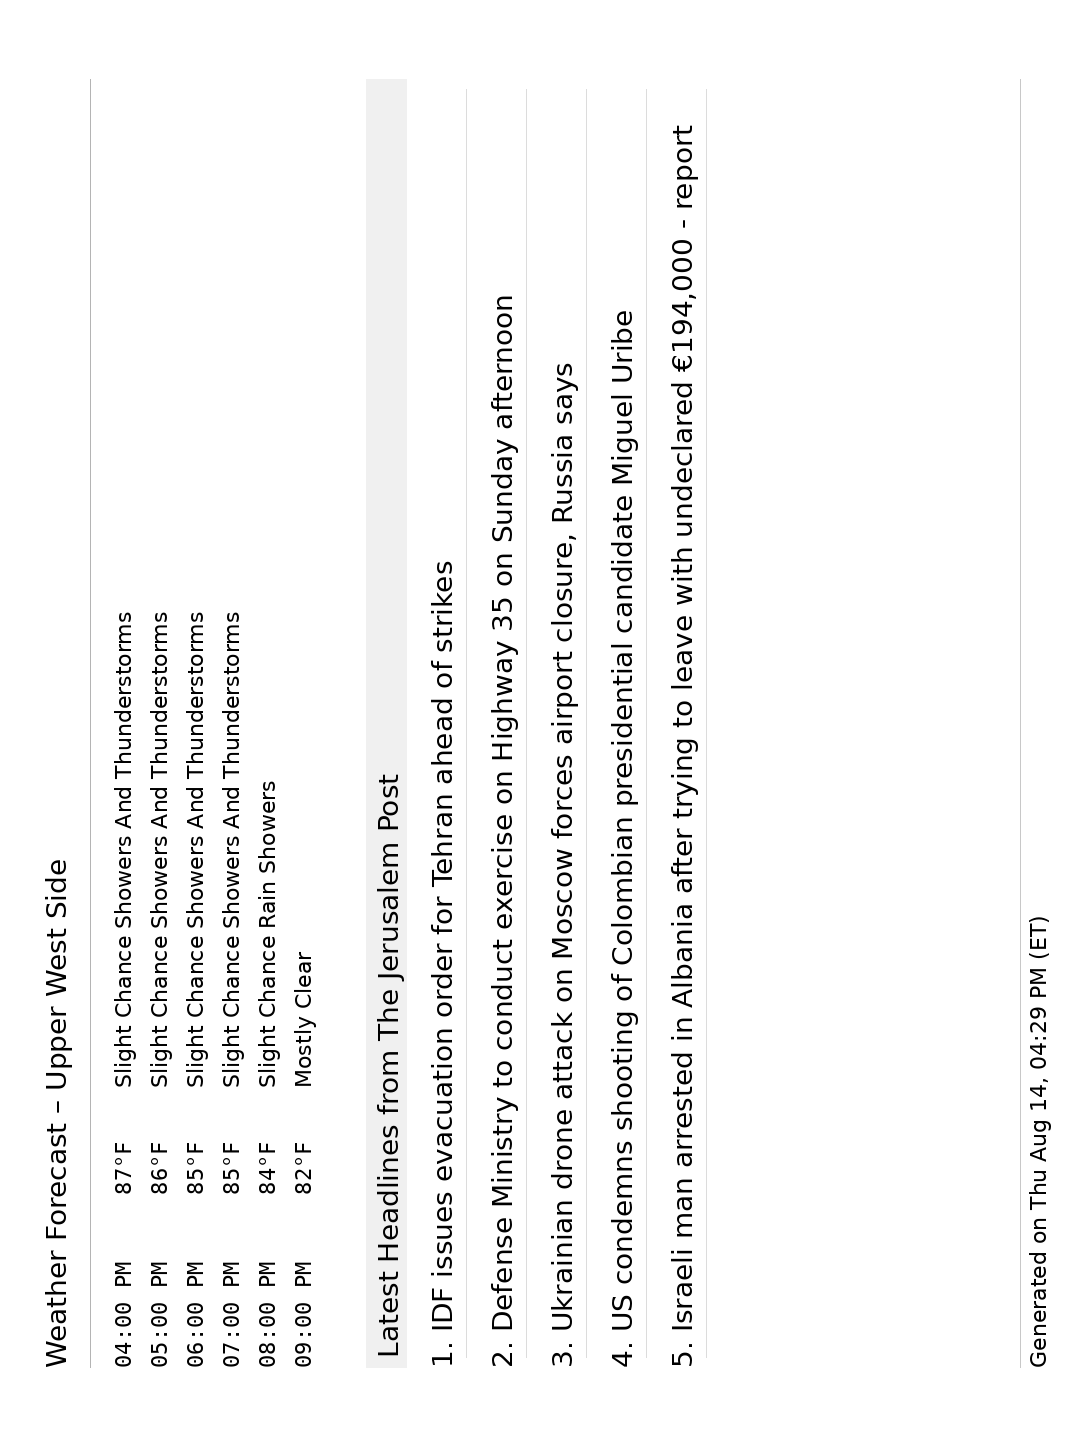 Weather Forecast – Upper West Side
04:00 PM 87°F Slight Chance Showers And Thunderstorms
05:00 PM 86°F Slight Chance Showers And Thunderstorms
06:00 PM 85°F Slight Chance Showers And Thunderstorms
07:00 PM 85°F Slight Chance Showers And Thunderstorms
08:00 PM 84°F Slight Chance Rain Showers
09:00 PM 82°F Mostly Clear
Latest Headlines from The Jerusalem Post
1. IDF issues evacuation order for Tehran ahead of strikes
2. Defense Ministry to conduct exercise on Highway 35 on Sunday afternoon
3. Ukrainian drone attack on Moscow forces airport closure, Russia says
4. US condemns shooting of Colombian presidential candidate Miguel Uribe
5. Israeli man arrested in Albania after trying to leave with undeclared €194,000 - report
Generated on Thu Aug 14, 04:29 PM (ET)